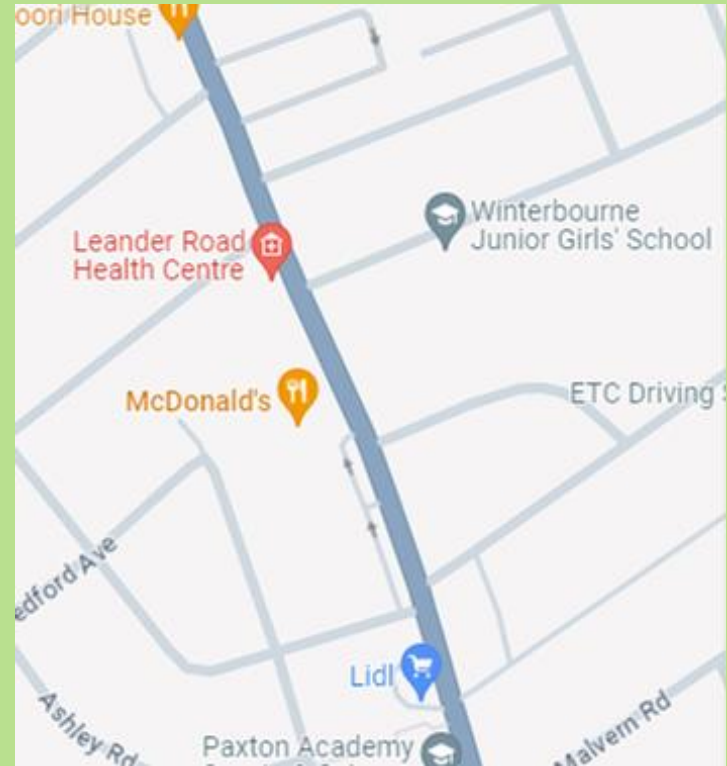 oori House
Winterbourne
Junior Girls' School
Leander Road
Health Centre
McDonald's
ETC Driving
edford Ave
Lidl
Ashley Rd
Malvern Rd
Paxton Academy